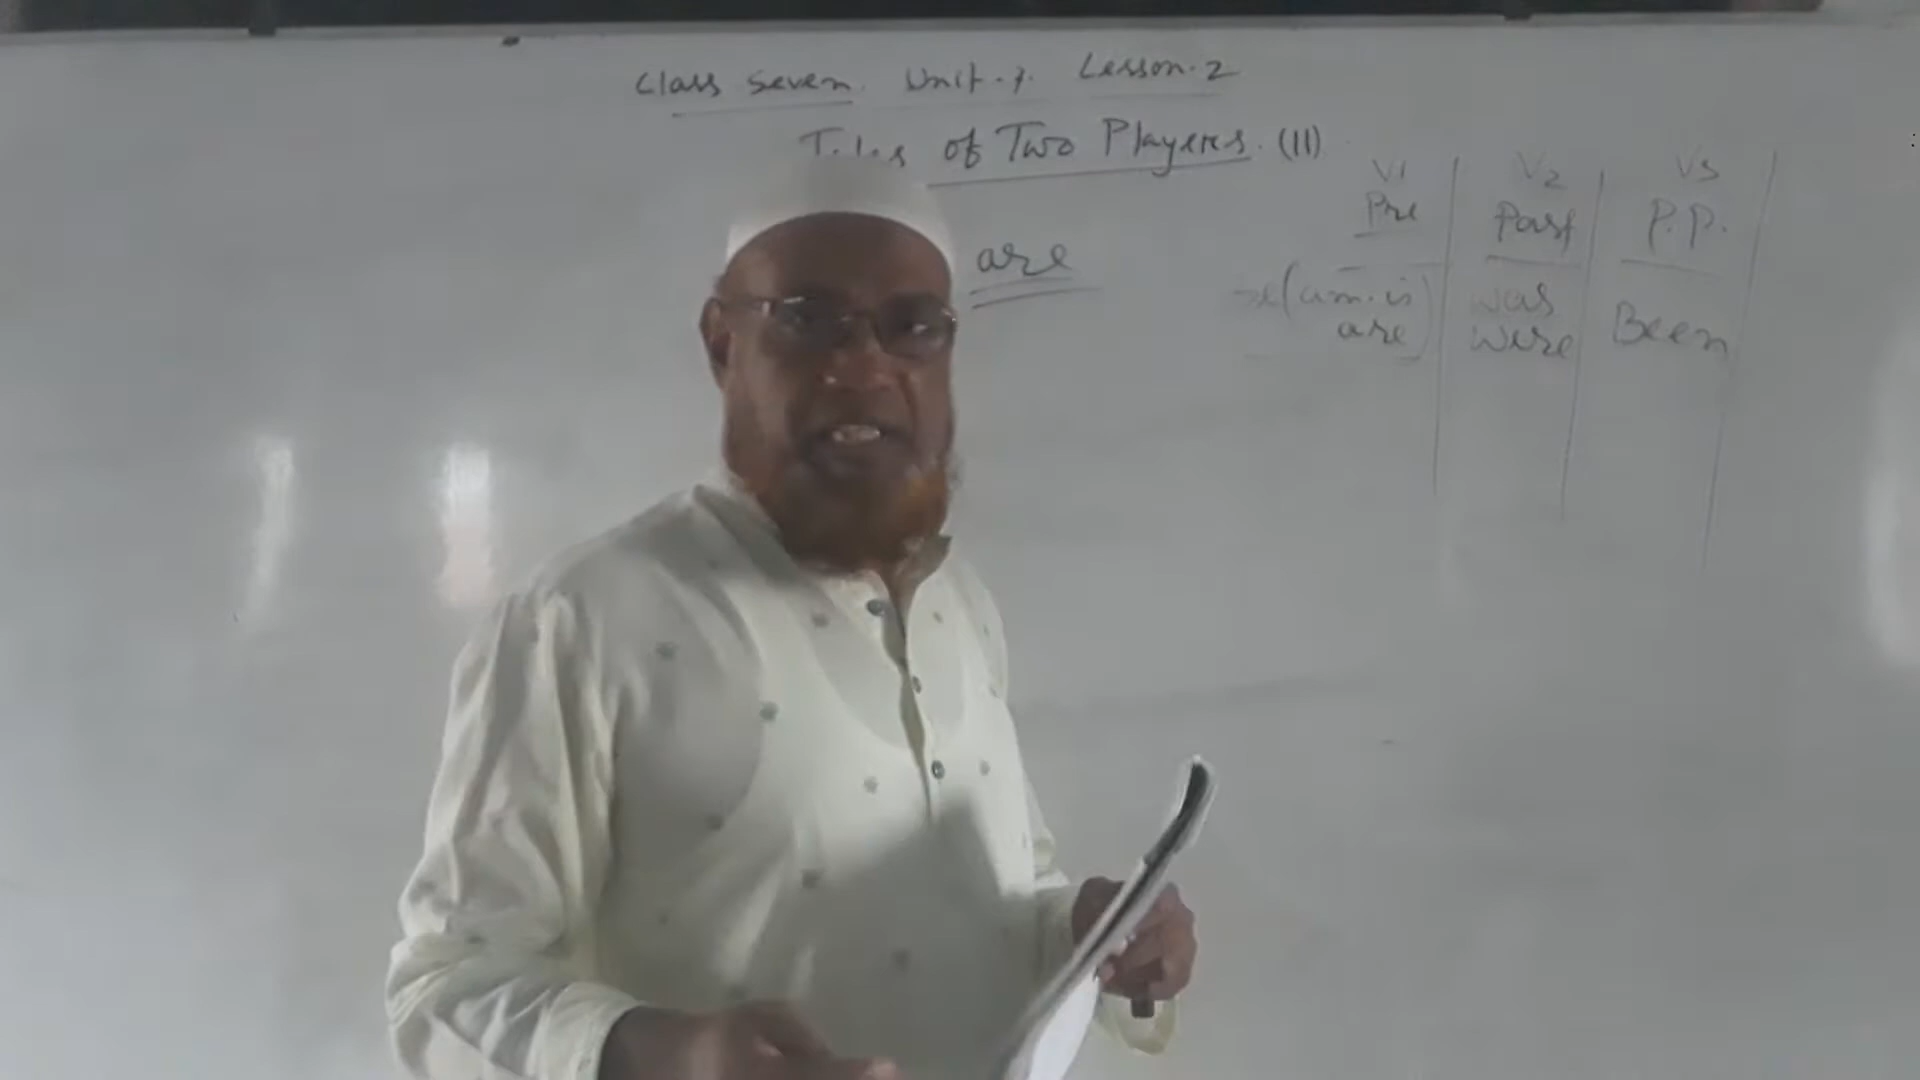 Class Seven. Unit-7. Lesson-2
Tales of Two Players. (II)
are
V1 V2 V3
Pre Past P.P.
(am. is was
are) were Been